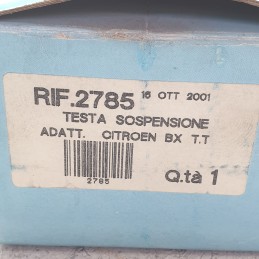 RIF.2785 16 OTT 2001
TESTA SOSPENSIONE
ADATT. CITROEN BX T.T
2785
Q.tà 1